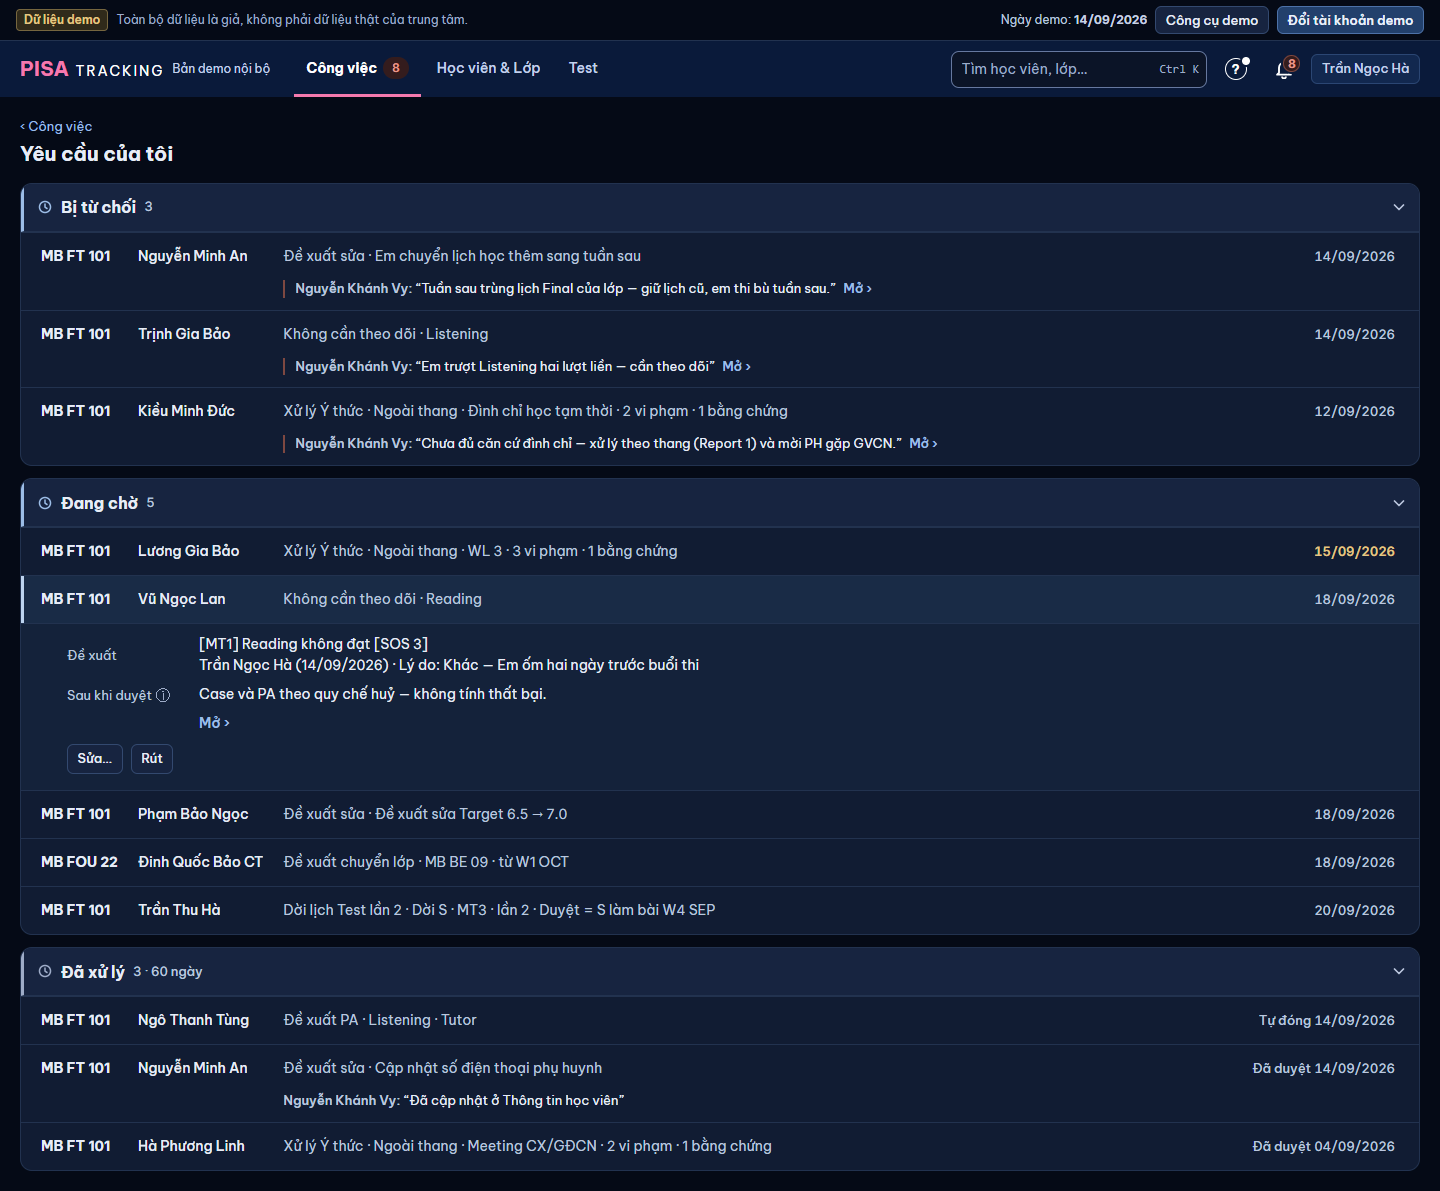 Dữ liệu demo Toàn bộ dữ liệu là giả, không phải dữ liệu thật của trung tâm. Ngày demo: 14/09/2026 Công cụ demo Đổi tài khoản demo
PISA TRACKING Bản demo nội bộ Công việc 8 Học viên & Lớp Test Tìm học viên, lớp... Ctrl K ? 8 Trần Ngọc Hà
‹ Công việc
Yêu cầu của tôi
Bị từ chối 3
MB FT 101 Nguyễn Minh An Đề xuất sửa · Em chuyển lịch học thêm sang tuần sau 14/09/2026
Nguyễn Khánh Vy: “Tuần sau trùng lịch Final của lớp — giữ lịch cũ, em thi bù tuần sau.” Mở ›
MB FT 101 Trịnh Gia Bảo Không cần theo dõi · Listening 14/09/2026
Nguyễn Khánh Vy: “Em trượt Listening hai lượt liền — cần theo dõi” Mở ›
MB FT 101 Kiều Minh Đức Xử lý Ý thức · Ngoài thang · Đình chỉ học tạm thời · 2 vi phạm · 1 bằng chứng 12/09/2026
Nguyễn Khánh Vy: “Chưa đủ căn cứ đình chỉ — xử lý theo thang (Report 1) và mời PH gặp GVCN.” Mở ›
Đang chờ 5
MB FT 101 Lương Gia Bảo Xử lý Ý thức · Ngoài thang · WL 3 · 3 vi phạm · 1 bằng chứng 15/09/2026
MB FT 101 Vũ Ngọc Lan Không cần theo dõi · Reading 18/09/2026
Đề xuất [MT1] Reading không đạt [SOS 3]
Trần Ngọc Hà (14/09/2026) · Lý do: Khác — Em ốm hai ngày trước buổi thi
Sau khi duyệt ⓘ Case và PA theo quy chế huỷ — không tính thất bại.
Mở ›
Sửa... Rút
MB FT 101 Phạm Bảo Ngọc Đề xuất sửa · Đề xuất sửa Target 6.5 → 7.0 18/09/2026
MB FOU 22 Đinh Quốc Bảo CT Đề xuất chuyển lớp · MB BE 09 · từ W1 OCT 18/09/2026
MB FT 101 Trần Thu Hà Dời lịch Test lần 2 · Dời S · MT3 · lần 2 · Duyệt = S làm bài W4 SEP 20/09/2026
Đã xử lý 3 · 60 ngày
MB FT 101 Ngô Thanh Tùng Đề xuất PA · Listening · Tutor Tự đóng 14/09/2026
MB FT 101 Nguyễn Minh An Đề xuất sửa · Cập nhật số điện thoại phụ huynh Đã duyệt 14/09/2026
Nguyễn Khánh Vy: “Đã cập nhật ở Thông tin học viên”
MB FT 101 Hà Phương Linh Xử lý Ý thức · Ngoài thang · Meeting CX/GĐCN · 2 vi phạm · 1 bằng chứng Đã duyệt 04/09/2026